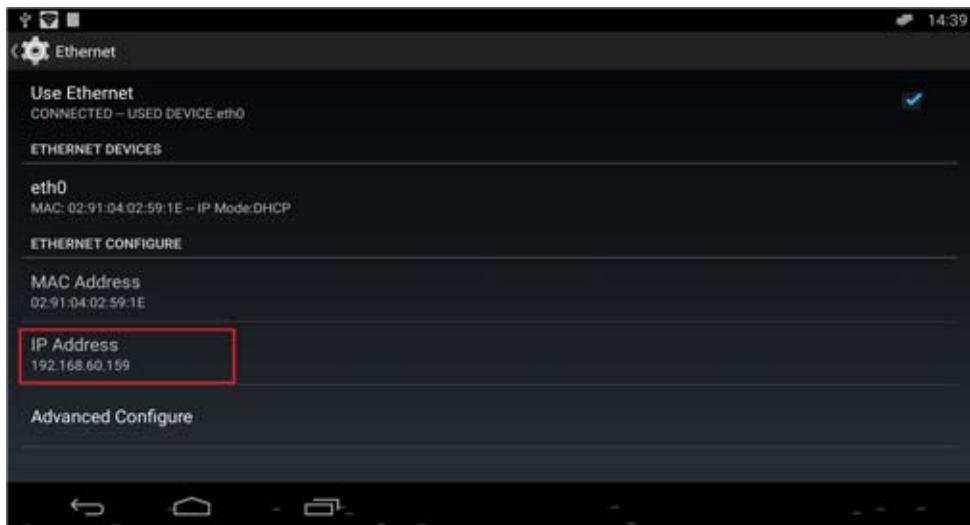 14:39
Ethernet
Use Ethernet
CONNECTED -- USED DEVICE:eth0
ETHERNET DEVICES
eth0
MAC: 02:91:04:02:59:1E -- IP Mode:DHCP
ETHERNET CONFIGURE
MAC Address
02:91:04:02:59:1E
IP Address
192.168.60.159
Advanced Configure